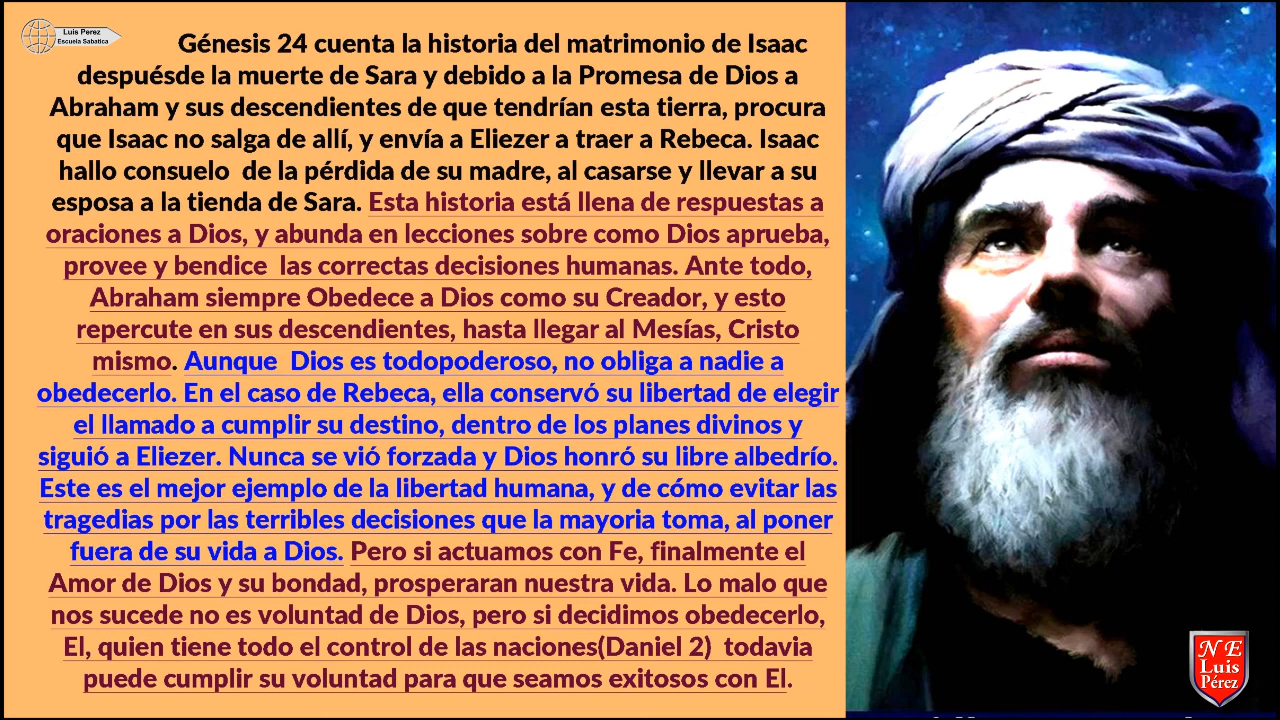 Luis Perez
Escuela Sabatica
Génesis 24 cuenta la historia del matrimonio de Isaac
despuésde la muerte de Sara y debido a la Promesa de Dios a
Abraham y sus descendientes de que tendrían esta tierra, procura
que Isaac no salga de allí, y envía a Eliezer a traer a Rebeca. Isaac
hallo consuelo  de la pérdida de su madre, al casarse y llevar a su
esposa a la tienda de Sara. Esta historia está llena de respuestas a
oraciones a Dios, y abunda en lecciones sobre como Dios aprueba,
provee y bendice  las correctas decisiones humanas. Ante todo,
Abraham siempre Obedece a Dios como su Creador, y esto
repercute en sus descendientes, hasta llegar al Mesías, Cristo
mismo. Aunque  Dios es todopoderoso, no obliga a nadie a
obedecerlo. En el caso de Rebeca, ella conservó su libertad de elegir
el llamado a cumplir su destino, dentro de los planes divinos y
siguió a Eliezer. Nunca se vió forzada y Dios honró su libre albedrío.
Este es el mejor ejemplo de la libertad humana, y de cómo evitar las
tragedias por las terribles decisiones que la mayoria toma, al poner
fuera de su vida a Dios. Pero si actuamos con Fe, finalmente el
Amor de Dios y su bondad, prosperaran nuestra vida. Lo malo que
nos sucede no es voluntad de Dios, pero si decidimos obedecerlo,
El, quien tiene todo el control de las naciones(Daniel 2)  todavia
puede cumplir su voluntad para que seamos exitosos con El.
N E
Luis
Pérez